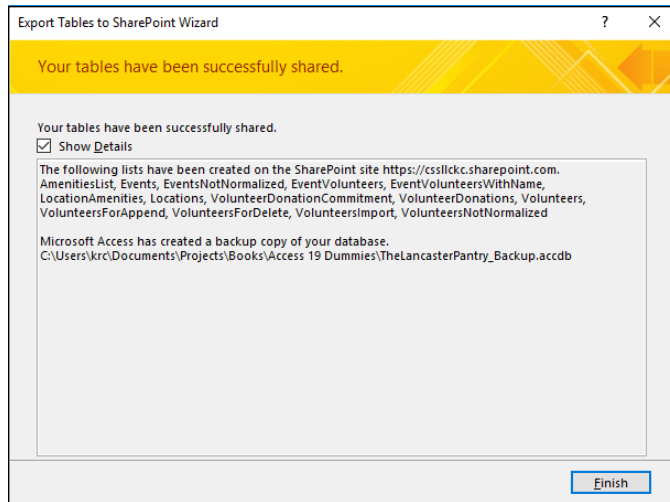 Export Tables to SharePoint Wizard
Your tables have been successfully shared.
Your tables have been successfully shared.
Show Details
The following lists have been created on the SharePoint site https://cssllckc.sharepoint.com.
AmenitiesList, Events, EventsNotNormalized, EventVolunteers, EventVolunteersWithName,
LocationAmenities, Locations, VolunteerDonationCommitment, VolunteerDonations, Volunteers,
VolunteersForAppend, VolunteersForDelete, VolunteersImport, VolunteersNotNormalized
Microsoft Access has created a backup copy of your database.
C:\Users\krc\Documents\Projects\Books\Access 19 Dummies\TheLancasterPantry_Backup.accdb
Finish